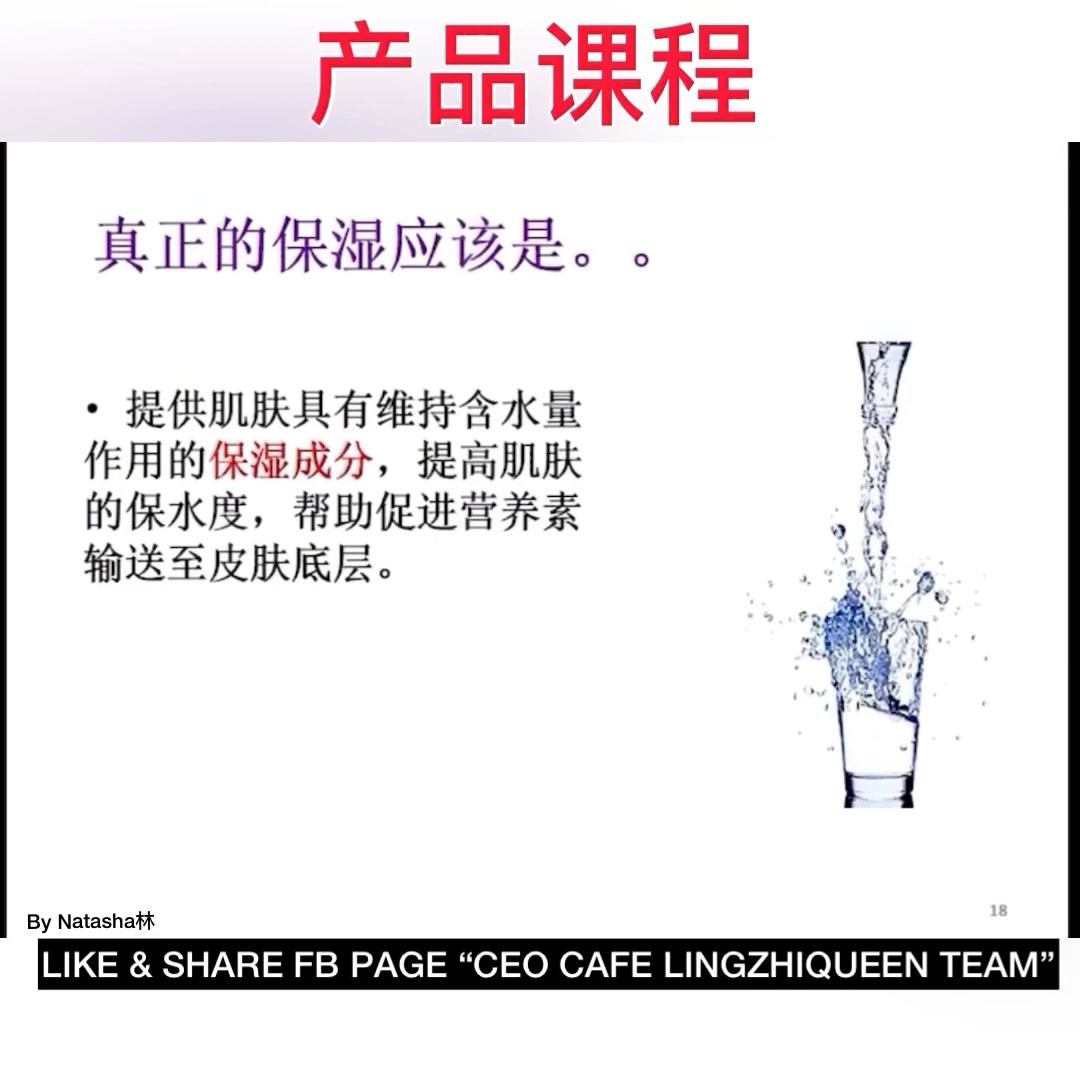 产品课程
真正的保湿应该是。。
• 提供肌肤具有维持含水量
作用的保湿成分，提高肌肤
的保水度，帮助促进营养素
输送至皮肤底层。
18
By Natasha林
LIKE & SHARE FB PAGE “CEO CAFE LINGZHIQUEEN TEAM”